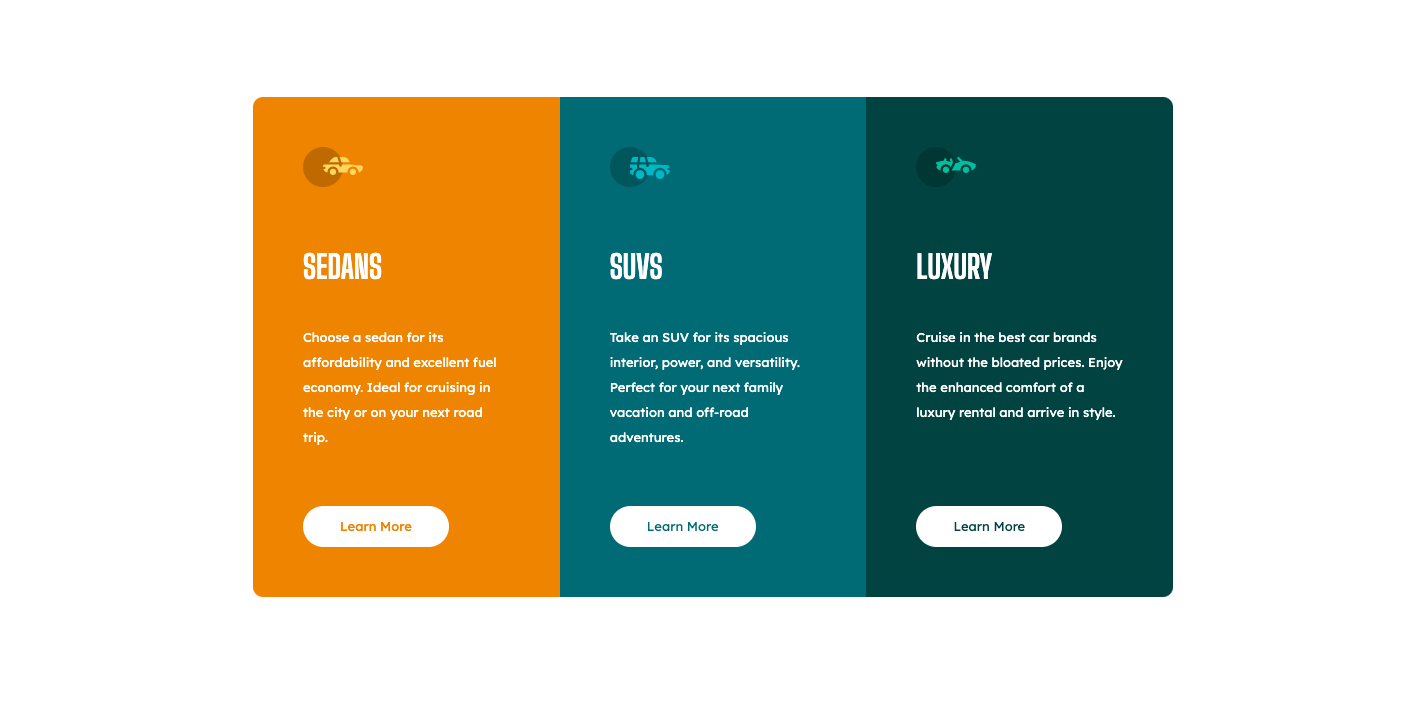 SEDANS
Choose a sedan for its
affordability and excellent fuel
economy. Ideal for cruising in
the city or on your next road
trip.
Learn More
SUVS
Take an SUV for its spacious
interior, power, and versatility.
Perfect for your next family
vacation and off-road
adventures.
Learn More
LUXURY
Cruise in the best car brands
without the bloated prices. Enjoy
the enhanced comfort of a
luxury rental and arrive in style.
Learn More